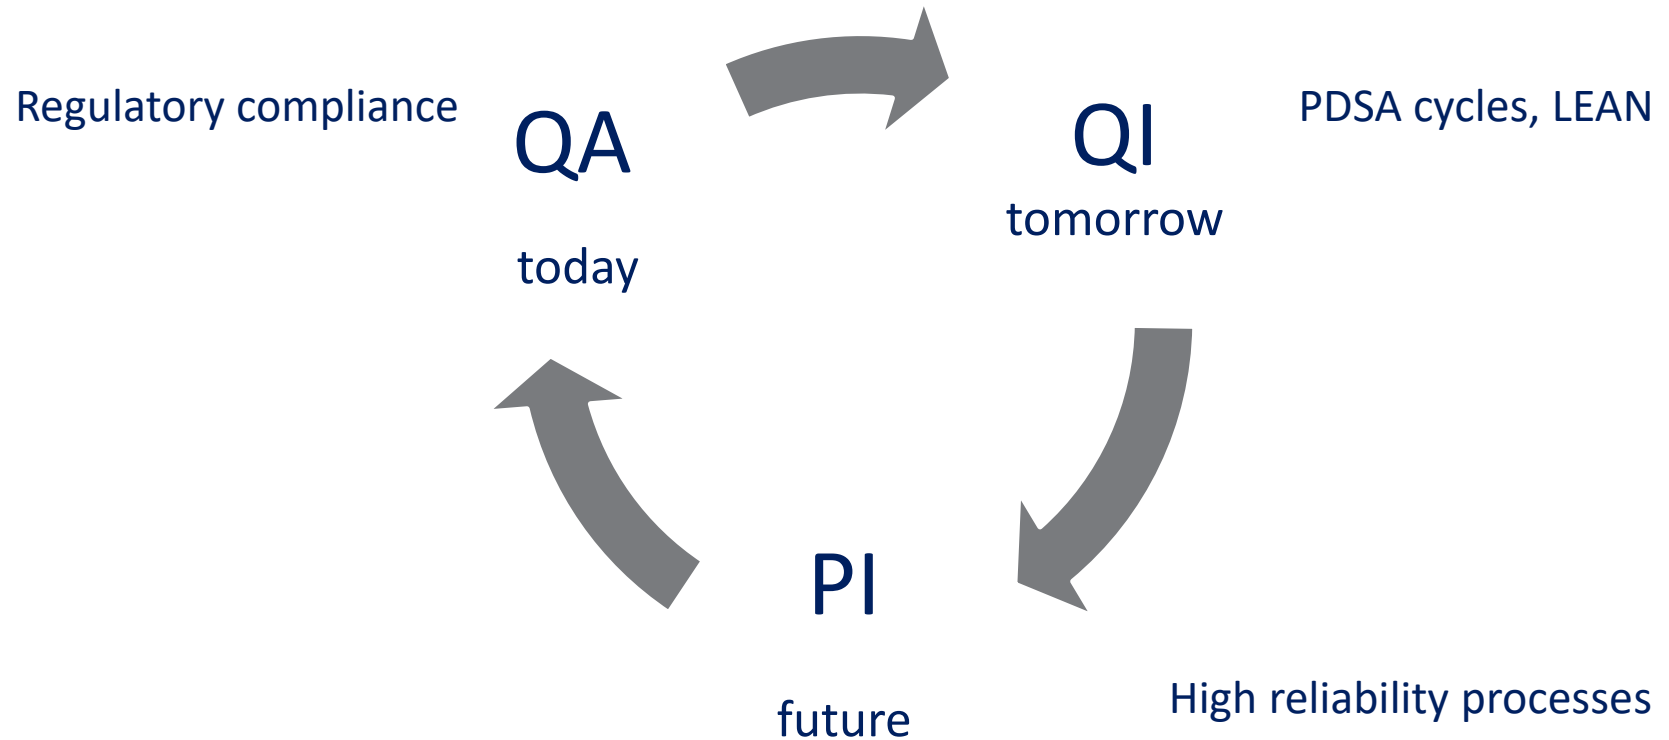 Regulatory compliance
QA
today
QI
tomorrow
PDSA cycles, LEAN
PI
future
High reliability processes